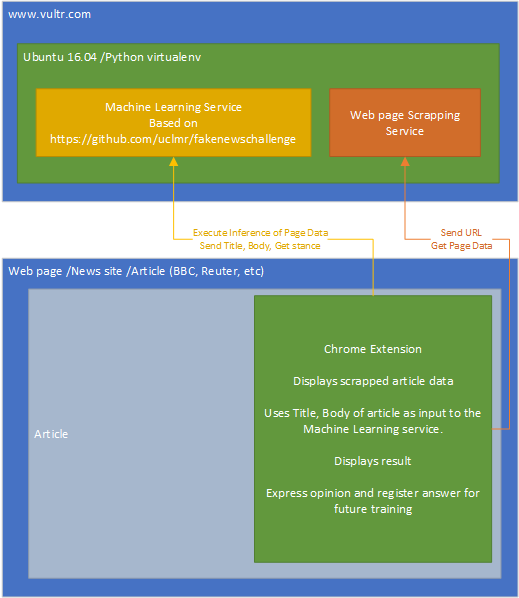 www.vultr.com
Ubuntu 16.04 /Python virtualenv
Machine Learning Service
Based on
https://github.com/uclmr/fakenewschallenge
Web page Scrapping
Service
Execute Inference of Page Data
Send Title, Body, Get stance
Send URL
Get Page Data
Web page /News site /Article (BBC, Reuter, etc)
Article
Chrome Extension
Displays scrapped article data
Uses Title, Body of article as input to the
Machine Learning service.
Displays result
Express opinion and register answer for
future training